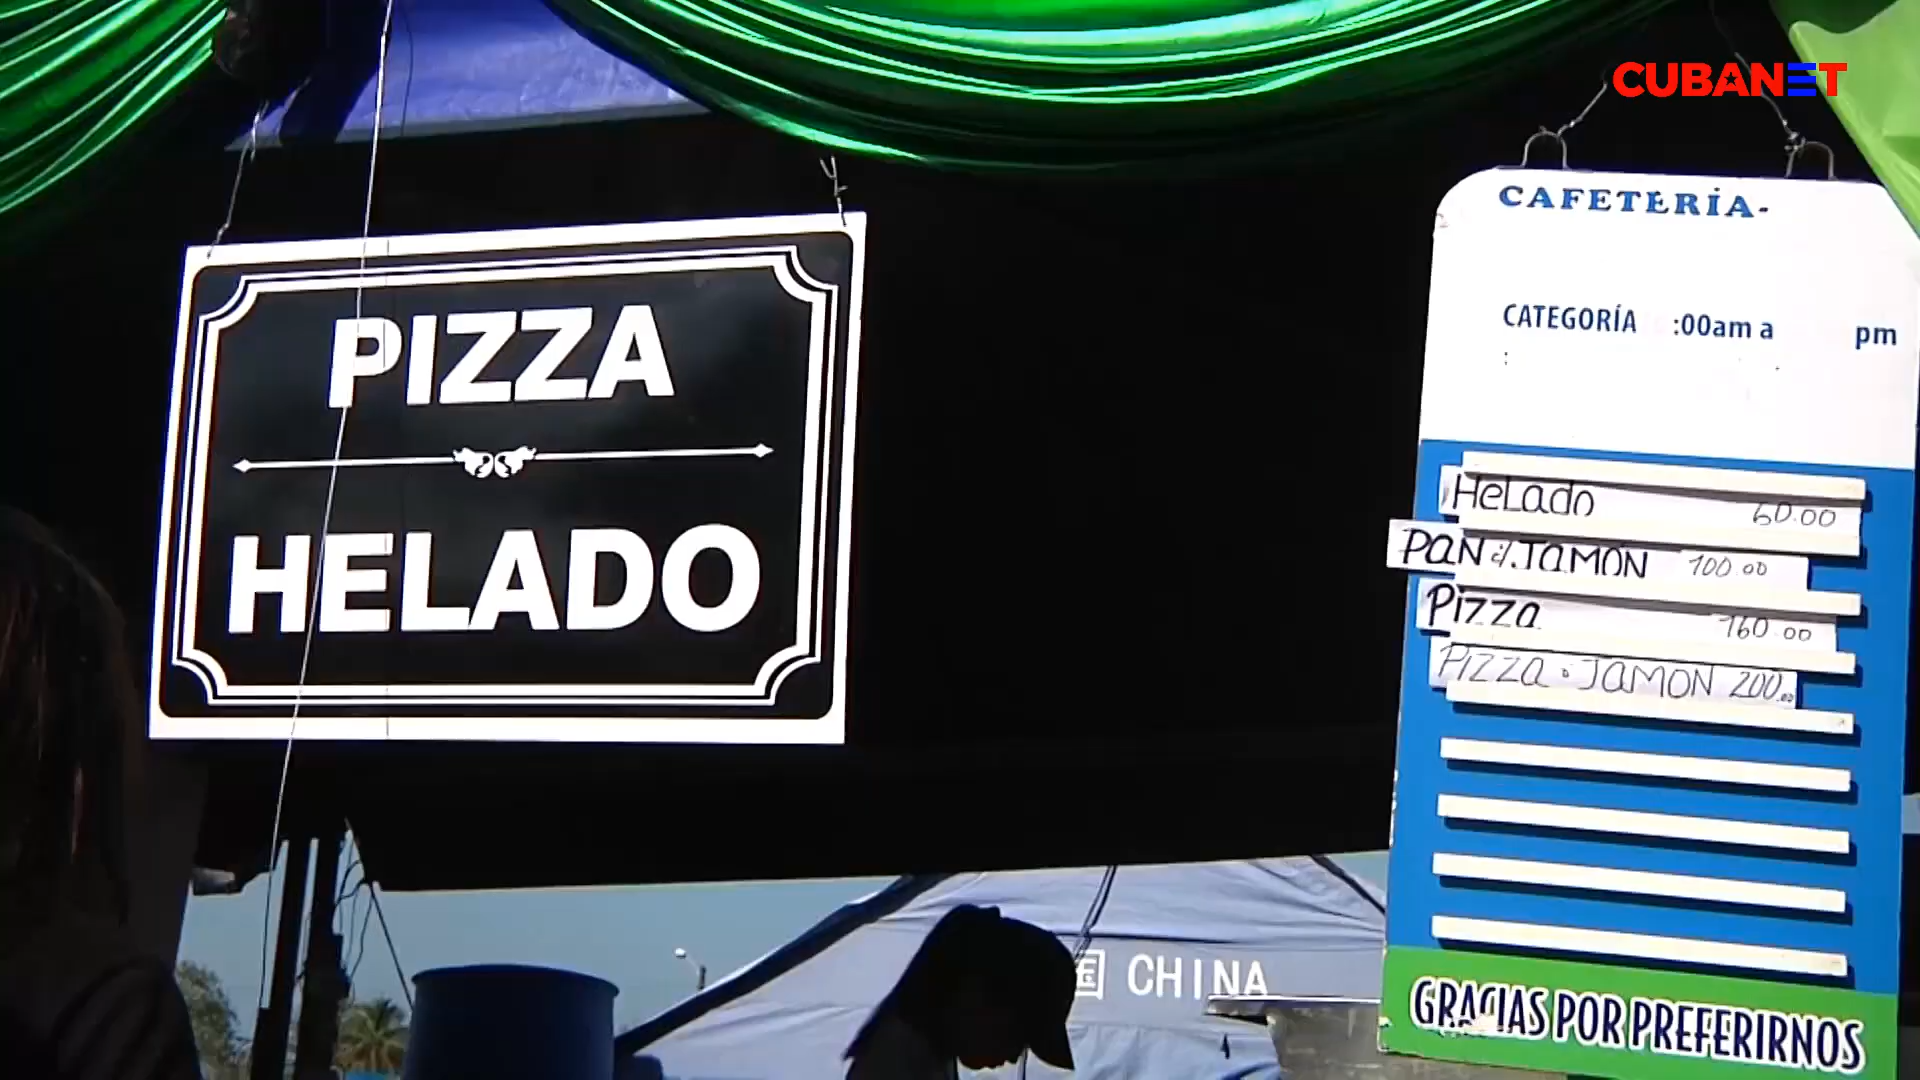 CUBANET
PIZZA
HELADO
CAFETERÍA-
CATEGORÍA :00am a pm
:
HeLado 60.00
PAN c/. JAMON 100.00
Pizza 160.00
PIZZA c JAMON 200.00
GRACIAS POR PREFERIRNOS
国 CHINA